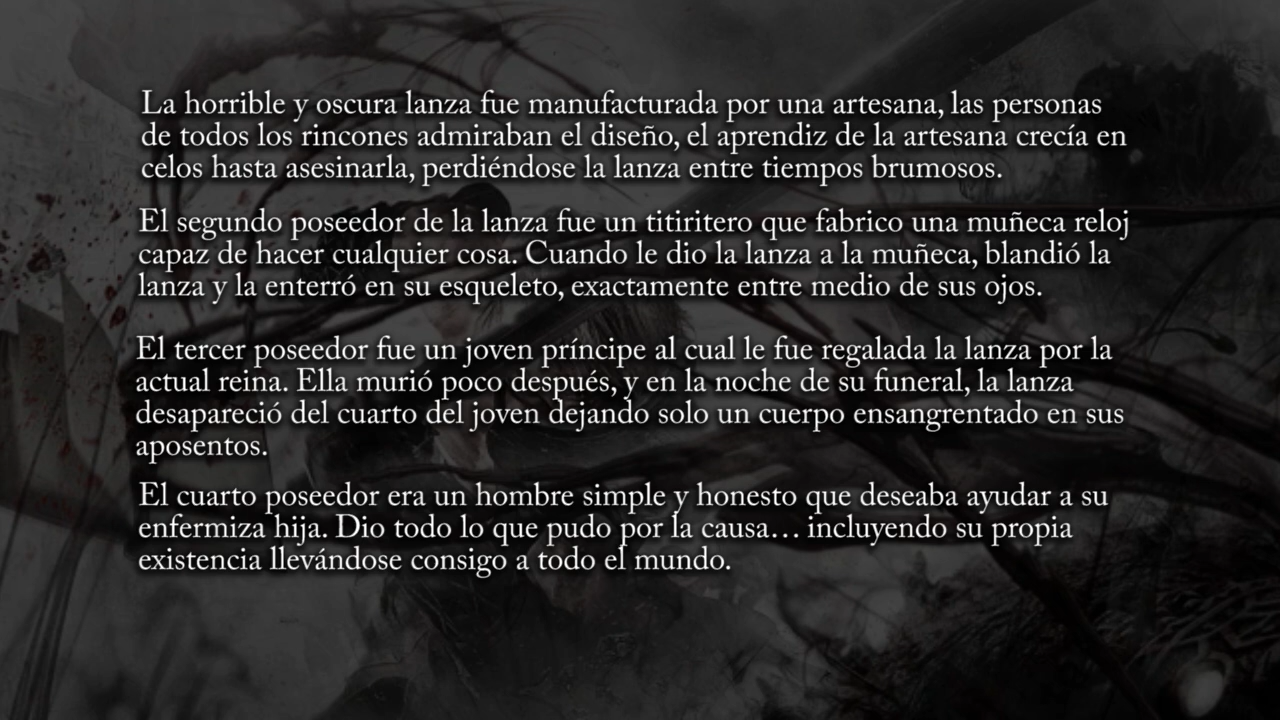 La horrible y oscura lanza fue manufacturada por una artesana, las personas
de todos los rincones admiraban el diseño, el aprendiz de la artesana crecía en
celos hasta asesinarla, perdiéndose la lanza entre tiempos brumosos.
El segundo poseedor de la lanza fue un titiritero que fabrico una muñeca reloj
capaz de hacer cualquier cosa. Cuando le dio la lanza a la muñeca, blandió la
lanza y la enterró en su esqueleto, exactamente entre medio de sus ojos.
El tercer poseedor fue un joven príncipe al cual le fue regalada la lanza por la
actual reina. Ella murió poco después, y en la noche de su funeral, la lanza
desapareció del cuarto del joven dejando solo un cuerpo ensangrentado en sus
aposentos.
El cuarto poseedor era un hombre simple y honesto que deseaba ayudar a su
enfermiza hija. Dio todo lo que pudo por la causa… incluyendo su propia
existencia llevándose consigo a todo el mundo.